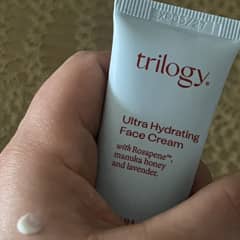 trilogy®
Ultra Hydrating
Face Cream
with Rosapene™,
manuka honey
and lavender.